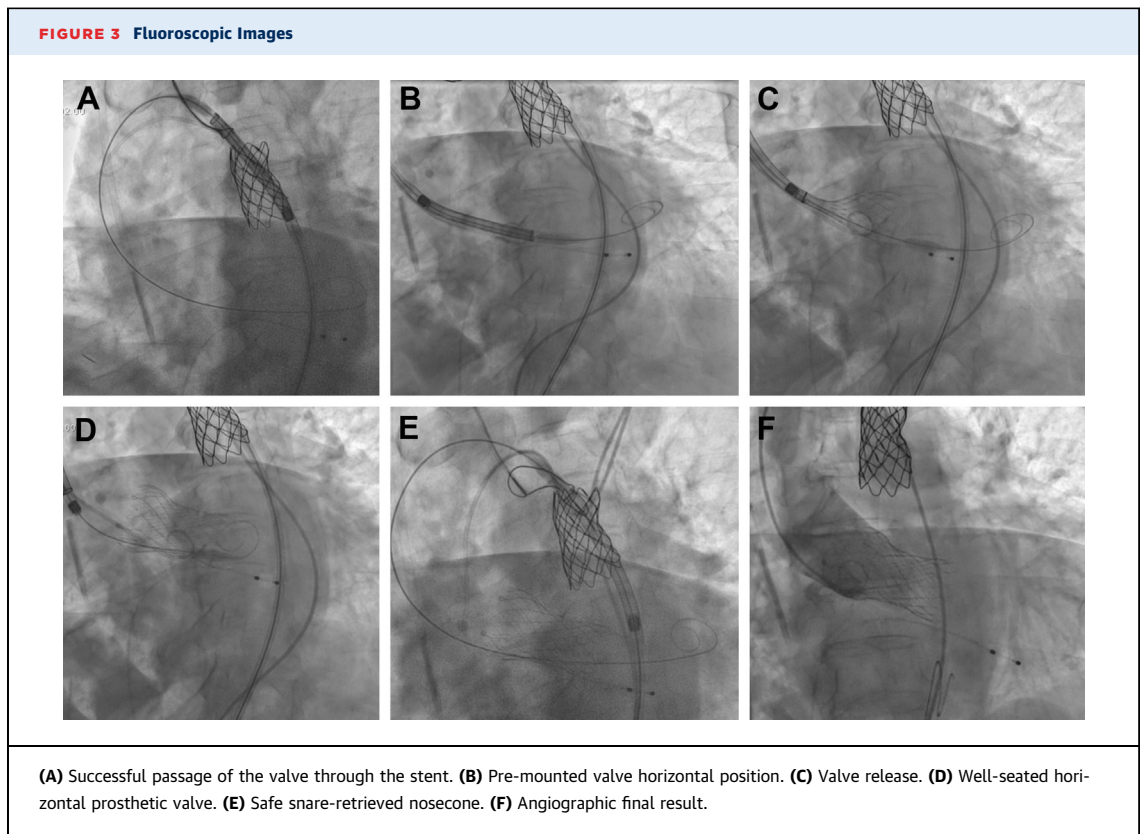 FIGURE 3 Fluoroscopic Images
A
B
C
D
E
F
(A) Successful passage of the valve through the stent. (B) Pre-mounted valve horizontal position. (C) Valve release. (D) Well-seated hori-
zontal prosthetic valve. (E) Safe snare-retrieved nosecone. (F) Angiographic final result.